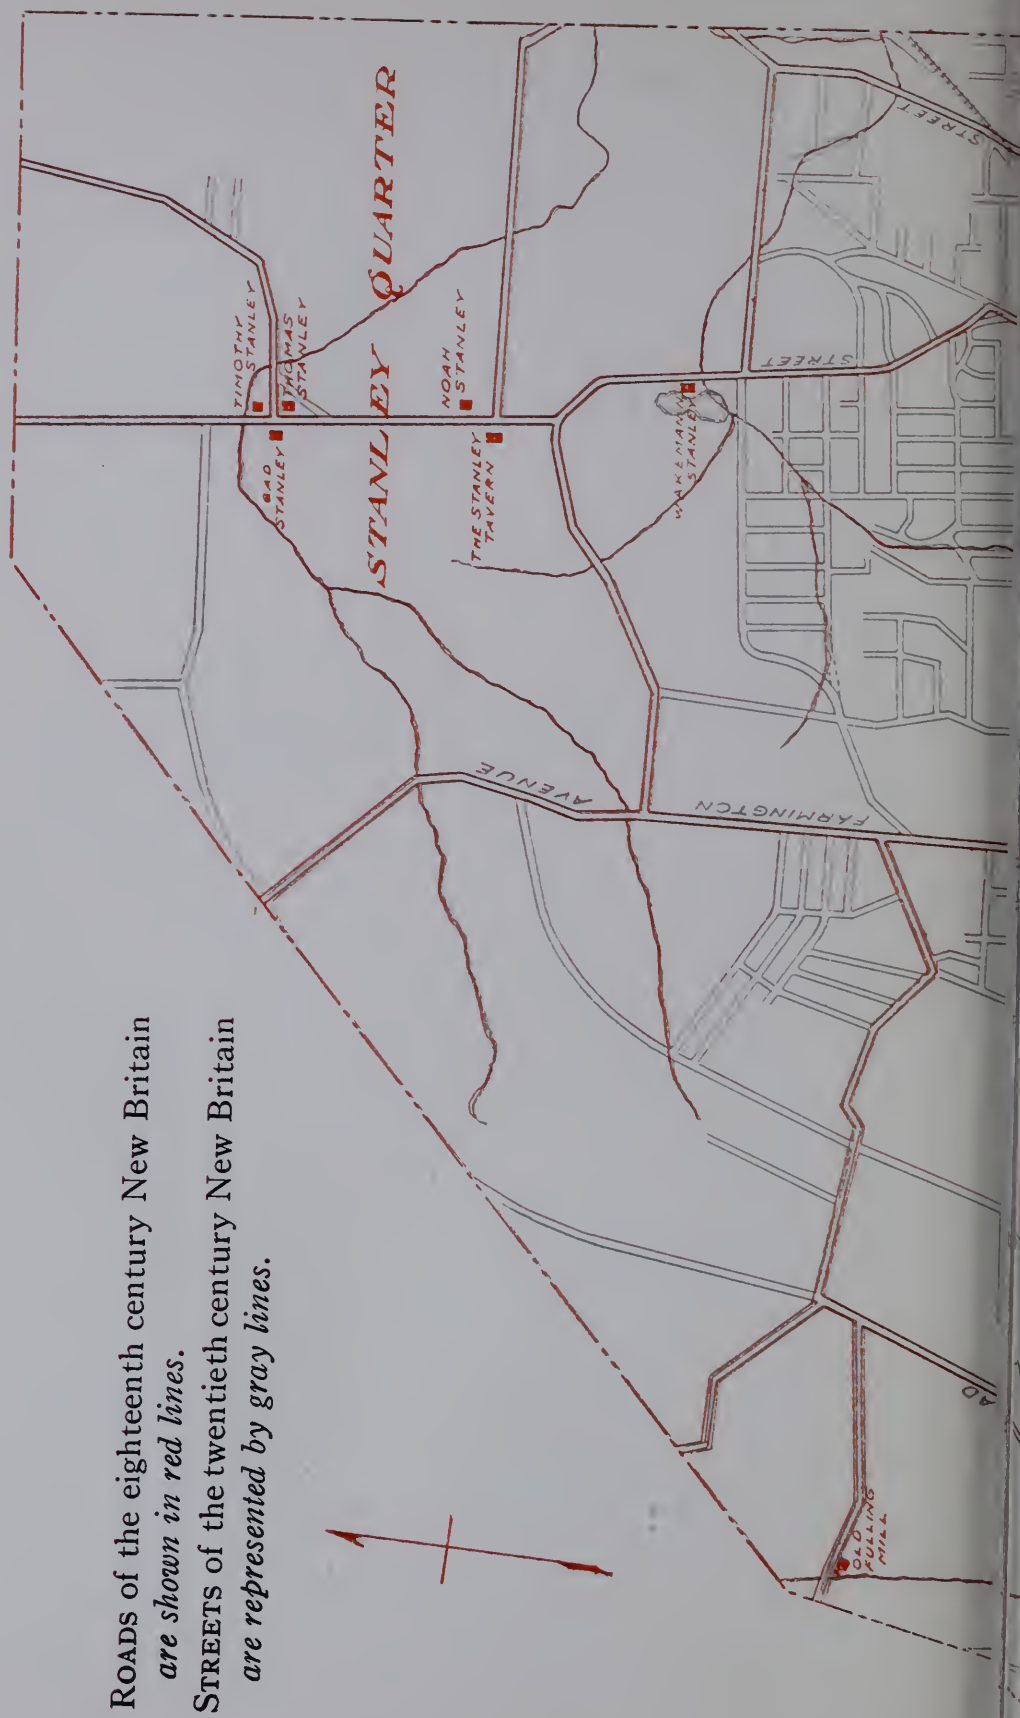 ROADS of the eighteenth century New Britain
are shown in red lines.
STREETS of the twentieth century New Britain
are represented by gray lines.
STANLEY QUARTER
TIMOTHY
STANLEY
THOMAS
STANLEY
GAD
STANLEY
NOAH
STANLEY
THE STANLEY
TAVERN
WAKEMAN
STANLEY
STREET
STREET
FARMINGTON
AVENUE
OLD
FULLING
MILL
AD